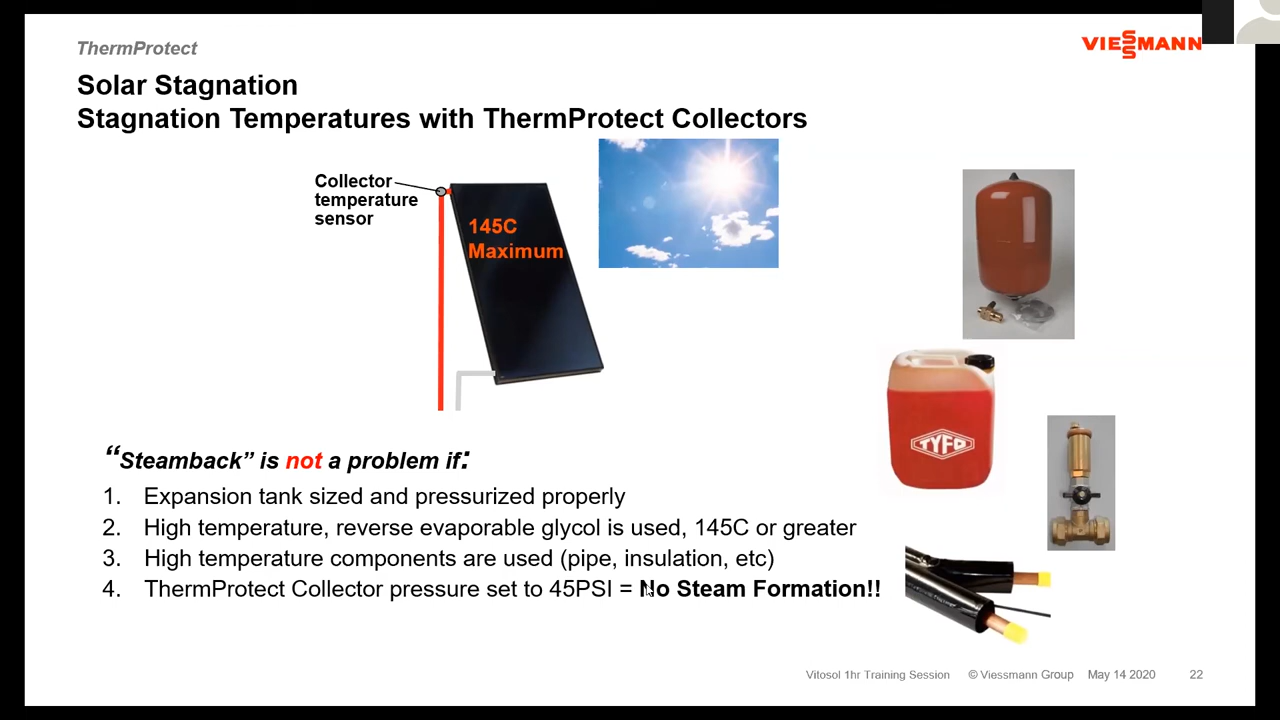 ThermProtect
VIESSMANN
Solar Stagnation
Stagnation Temperatures with ThermProtect Collectors
Collector
temperature
sensor
145C
Maximum
TYFO
“Steamback” is not a problem if:
1. Expansion tank sized and pressurized properly
2. High temperature, reverse evaporable glycol is used, 145C or greater
3. High temperature components are used (pipe, insulation, etc)
4. ThermProtect Collector pressure set to 45PSI = No Steam Formation!!
Vitosol 1hr Training Session © Viessmann Group May 14 2020 22